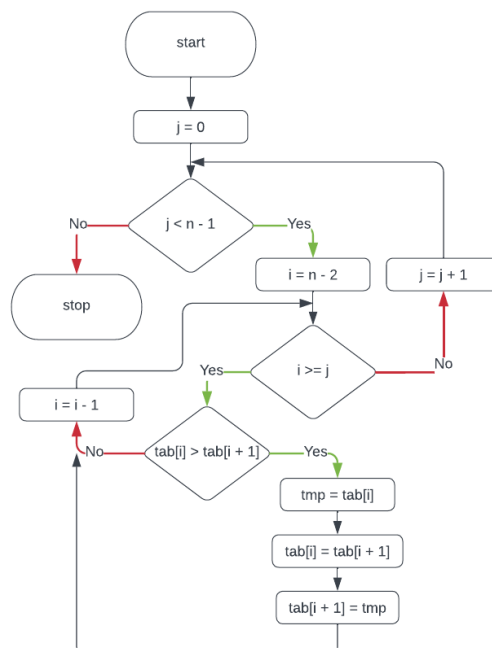 start
j = 0
j < n - 1
No
Yes
stop
i = n - 2
j = j + 1
i >= j
Yes
No
i = i - 1
tab[i] > tab[i + 1]
No
Yes
tmp = tab[i]
tab[i] = tab[i + 1]
tab[i + 1] = tmp